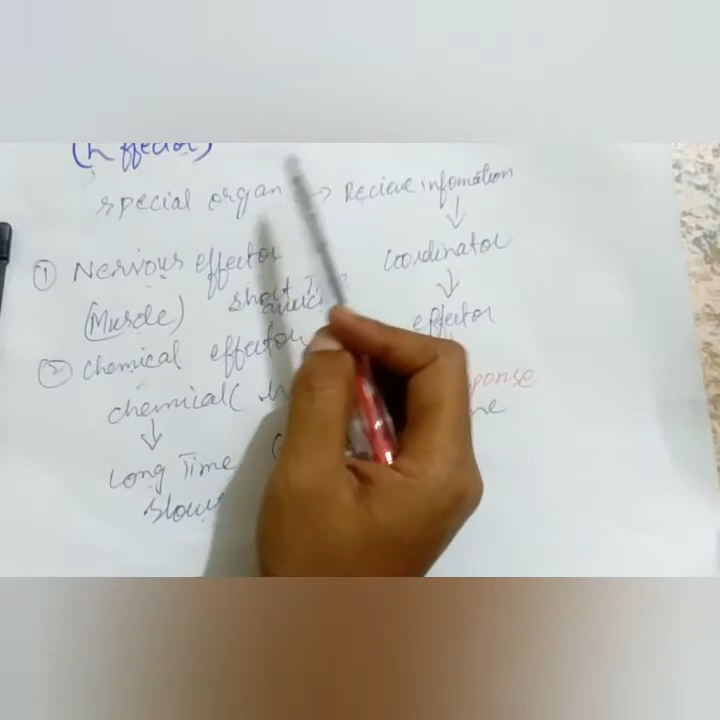 (Effector)
special organ → Recieve infomation
↓
① Nervous effector
Coordinator
↓
(Muscle) short Time
effector
② chemical effector
chemical (
↓
Long Time
slow